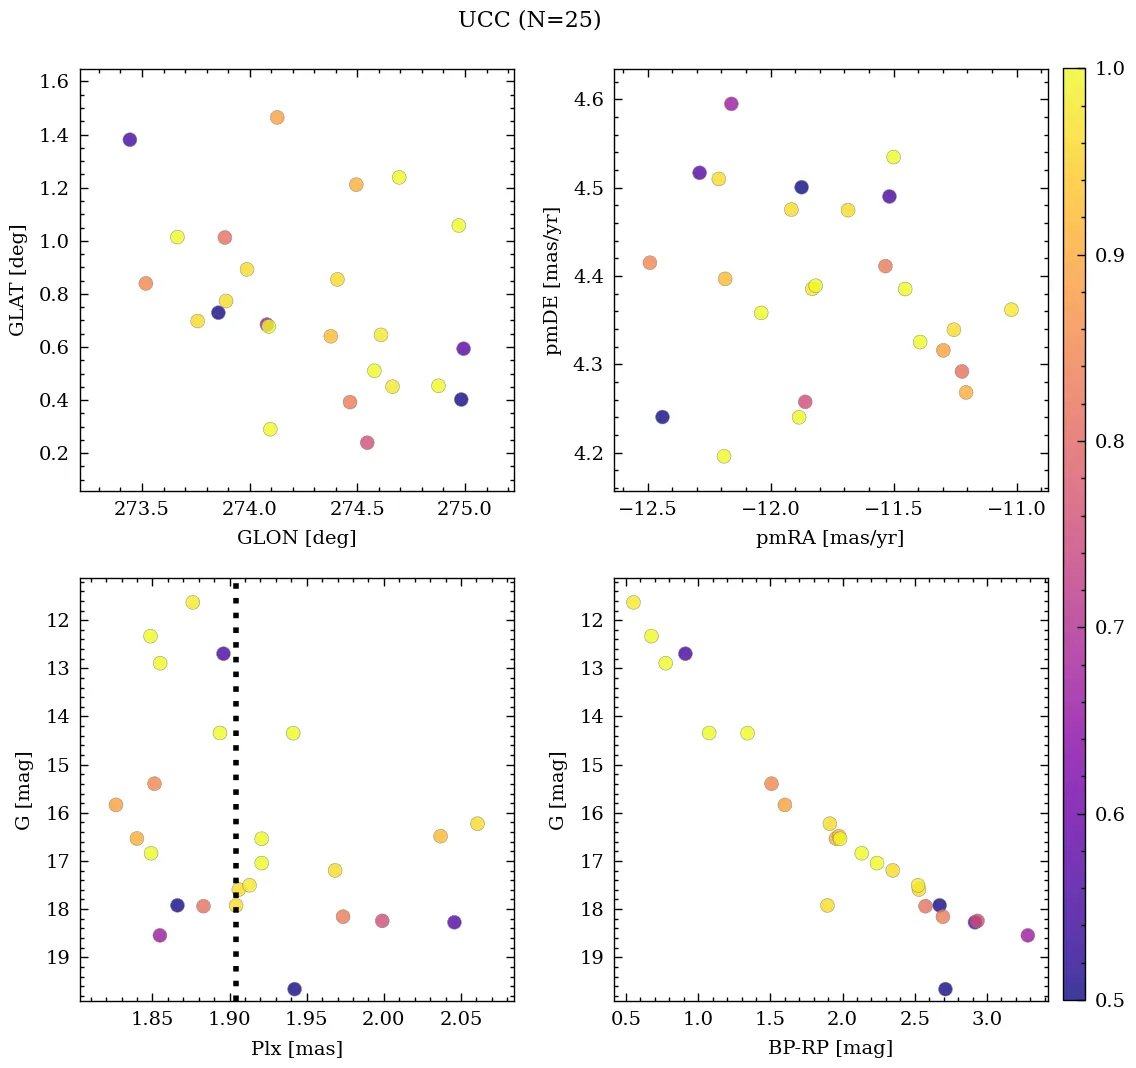 UCC (N=25)
1.6
1.4
1.2
1.0
0.8
0.6
0.4
0.2
GLAT [deg]
273.5 274.0 274.5 275.0
GLON [deg]
4.6
4.5
4.4
4.3
4.2
pmDE [mas/yr]
−12.5 −12.0 −11.5 −11.0
pmRA [mas/yr]
12
13
14
15
16
17
18
19
G [mag]
1.85 1.90 1.95 2.00 2.05
Plx [mas]
12
13
14
15
16
17
18
19
G [mag]
0.5 1.0 1.5 2.0 2.5 3.0
BP-RP [mag]
1.0
0.9
0.8
0.7
0.6
0.5